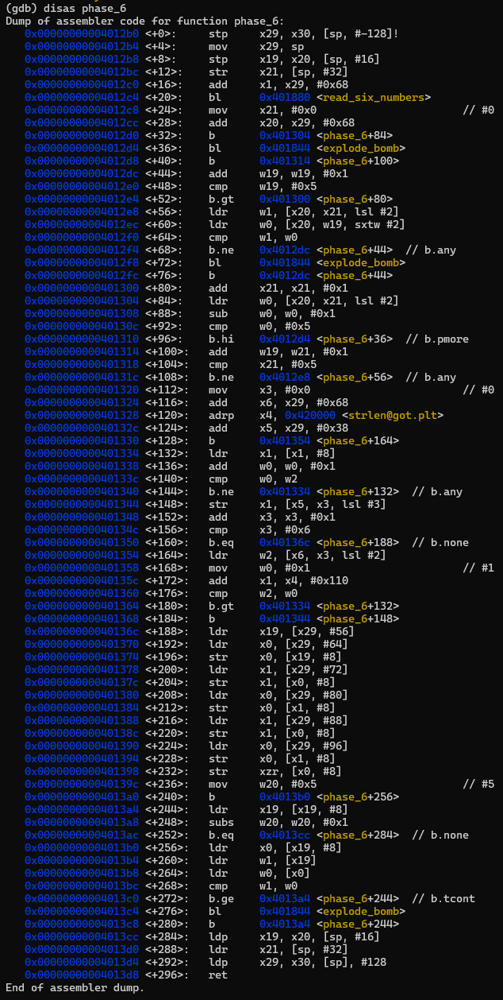 (gdb) disas phase_6
Dump of assembler code for function phase_6:
   0x00000000004012b0 <+0>:	stp	x29, x30, [sp, #-128]!
   0x00000000004012b4 <+4>:	mov	x29, sp
   0x00000000004012b8 <+8>:	stp	x19, x20, [sp, #16]
   0x00000000004012bc <+12>:	str	x21, [sp, #32]
   0x00000000004012c0 <+16>:	add	x1, x29, #0x68
   0x00000000004012c4 <+20>:	bl	0x401880 <read_six_numbers>
   0x00000000004012c8 <+24>:	mov	x21, #0x0                   	// #0
   0x00000000004012cc <+28>:	add	x20, x29, #0x68
   0x00000000004012d0 <+32>:	b	0x401304 <phase_6+84>
   0x00000000004012d4 <+36>:	bl	0x401844 <explode_bomb>
   0x00000000004012d8 <+40>:	b	0x401314 <phase_6+100>
   0x00000000004012dc <+44>:	add	w19, w19, #0x1
   0x00000000004012e0 <+48>:	cmp	w19, #0x5
   0x00000000004012e4 <+52>:	b.gt	0x401300 <phase_6+80>
   0x00000000004012e8 <+56>:	ldr	w1, [x20, x21, lsl #2]
   0x00000000004012ec <+60>:	ldr	w0, [x20, w19, sxtw #2]
   0x00000000004012f0 <+64>:	cmp	w1, w0
   0x00000000004012f4 <+68>:	b.ne	0x4012dc <phase_6+44>  // b.any
   0x00000000004012f8 <+72>:	bl	0x401844 <explode_bomb>
   0x00000000004012fc <+76>:	b	0x4012dc <phase_6+44>
   0x0000000000401300 <+80>:	add	x21, x21, #0x1
   0x0000000000401304 <+84>:	ldr	w0, [x20, x21, lsl #2]
   0x0000000000401308 <+88>:	sub	w0, w0, #0x1
   0x000000000040130c <+92>:	cmp	w0, #0x5
   0x0000000000401310 <+96>:	b.hi	0x4012d4 <phase_6+36>  // b.pmore
   0x0000000000401314 <+100>:	add	w19, w21, #0x1
   0x0000000000401318 <+104>:	cmp	x21, #0x5
   0x000000000040131c <+108>:	b.ne	0x4012e8 <phase_6+56>  // b.any
   0x0000000000401320 <+112>:	mov	x3, #0x0                   	// #0
   0x0000000000401324 <+116>:	add	x6, x29, #0x68
   0x0000000000401328 <+120>:	adrp	x4, 0x420000 <strlen@got.plt>
   0x000000000040132c <+124>:	add	x5, x29, #0x38
   0x0000000000401330 <+128>:	b	0x401354 <phase_6+164>
   0x0000000000401334 <+132>:	ldr	x1, [x1, #8]
   0x0000000000401338 <+136>:	add	w0, w0, #0x1
   0x000000000040133c <+140>:	cmp	w0, w2
   0x0000000000401340 <+144>:	b.ne	0x401334 <phase_6+132>  // b.any
   0x0000000000401344 <+148>:	str	x1, [x5, x3, lsl #3]
   0x0000000000401348 <+152>:	add	x3, x3, #0x1
   0x000000000040134c <+156>:	cmp	x3, #0x6
   0x0000000000401350 <+160>:	b.eq	0x40136c <phase_6+188>  // b.none
   0x0000000000401354 <+164>:	ldr	w2, [x6, x3, lsl #2]
   0x0000000000401358 <+168>:	mov	w0, #0x1                   	// #1
   0x000000000040135c <+172>:	add	x1, x4, #0x110
   0x0000000000401360 <+176>:	cmp	w2, w0
   0x0000000000401364 <+180>:	b.gt	0x401334 <phase_6+132>
   0x0000000000401368 <+184>:	b	0x401344 <phase_6+148>
   0x000000000040136c <+188>:	ldr	x19, [x29, #56]
   0x0000000000401370 <+192>:	ldr	x0, [x29, #64]
   0x0000000000401374 <+196>:	str	x0, [x19, #8]
   0x0000000000401378 <+200>:	ldr	x1, [x29, #72]
   0x000000000040137c <+204>:	str	x1, [x0, #8]
   0x0000000000401380 <+208>:	ldr	x0, [x29, #80]
   0x0000000000401384 <+212>:	str	x0, [x1, #8]
   0x0000000000401388 <+216>:	ldr	x1, [x29, #88]
   0x000000000040138c <+220>:	str	x1, [x0, #8]
   0x0000000000401390 <+224>:	ldr	x0, [x29, #96]
   0x0000000000401394 <+228>:	str	x0, [x1, #8]
   0x0000000000401398 <+232>:	str	xzr, [x0, #8]
   0x000000000040139c <+236>:	mov	w20, #0x5                   	// #5
   0x00000000004013a0 <+240>:	b	0x4013b0 <phase_6+256>
   0x00000000004013a4 <+244>:	ldr	x19, [x19, #8]
   0x00000000004013a8 <+248>:	subs	w20, w20, #0x1
   0x00000000004013ac <+252>:	b.eq	0x4013cc <phase_6+284>  // b.none
   0x00000000004013b0 <+256>:	ldr	x0, [x19, #8]
   0x00000000004013b4 <+260>:	ldr	w1, [x19]
   0x00000000004013b8 <+264>:	ldr	w0, [x0]
   0x00000000004013bc <+268>:	cmp	w1, w0
   0x00000000004013c0 <+272>:	b.ge	0x4013a4 <phase_6+244>  // b.tcont
   0x00000000004013c4 <+276>:	bl	0x401844 <explode_bomb>
   0x00000000004013c8 <+280>:	b	0x4013a4 <phase_6+244>
   0x00000000004013cc <+284>:	ldp	x19, x20, [sp, #16]
   0x00000000004013d0 <+288>:	ldr	x21, [sp, #32]
   0x00000000004013d4 <+292>:	ldp	x29, x30, [sp], #128
   0x00000000004013d8 <+296>:	ret
End of assembler dump.